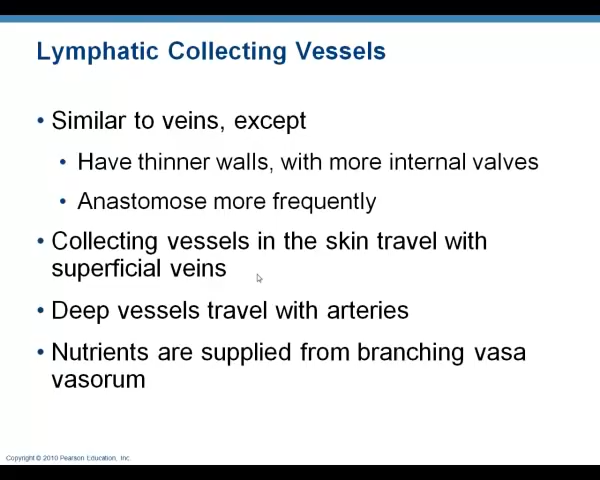 Lymphatic Collecting Vessels
• Similar to veins, except
• Have thinner walls, with more internal valves
• Anastomose more frequently
• Collecting vessels in the skin travel with
superficial veins
• Deep vessels travel with arteries
• Nutrients are supplied from branching vasa
vasorum
Copyright © 2010 Pearson Education, Inc.